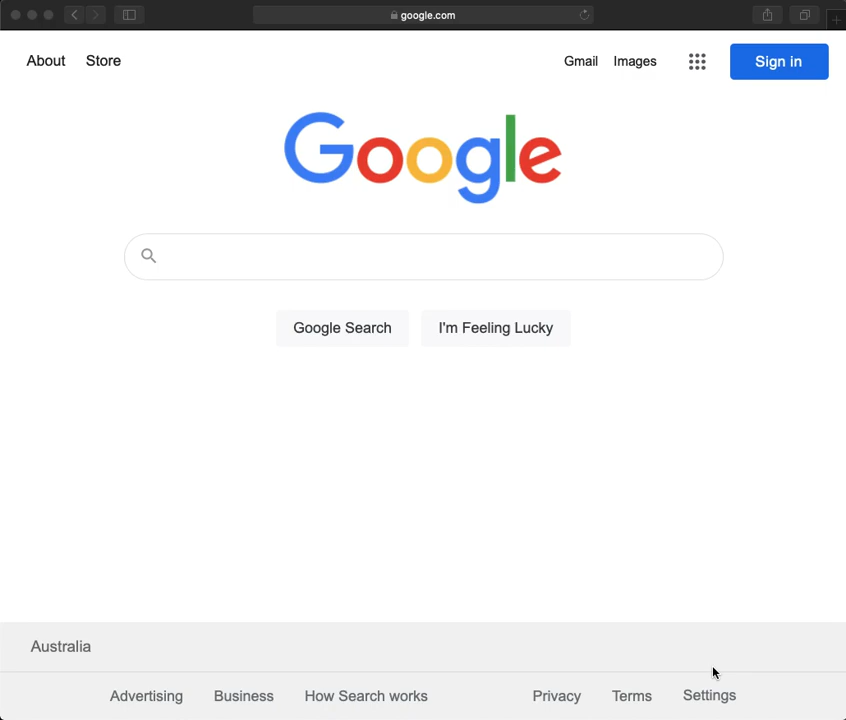 google.com
About Store Gmail Images Sign in
Google
Google Search I'm Feeling Lucky
Australia
Advertising Business How Search works Privacy Terms Settings